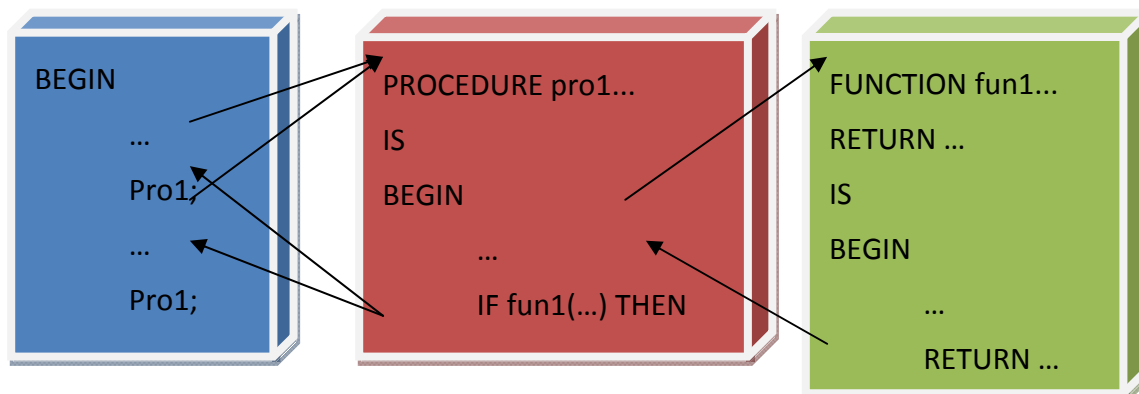 BEGIN
…
Pro1;
…
Pro1;
PROCEDURE pro1...
IS
BEGIN
…
IF fun1(…) THEN
FUNCTION fun1...
RETURN …
IS
BEGIN
…
RETURN …